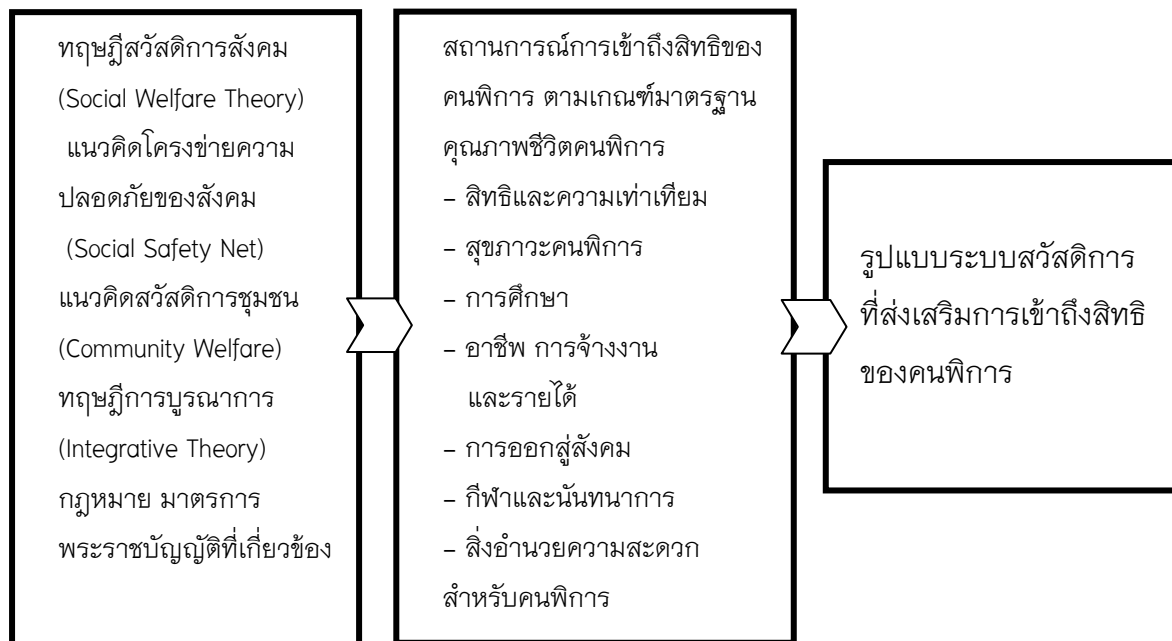 ทฤษฎีสวัสดิการสังคม
(Social Welfare Theory)
แนวคิดโครงข่ายความ
ปลอดภัยของสังคม
(Social Safety Net)
แนวคิดสวัสดิการชุมชน
(Community Welfare)
ทฤษฎีการบูรณาการ
(Integrative Theory)
กฎหมาย มาตรการ
พระราชบัญญัติที่เกี่ยวข้อง
สถานการณ์การเข้าถึงสิทธิของ
คนพิการ ตามเกณฑ์มาตรฐาน
คุณภาพชีวิตคนพิการ
– สิทธิและความเท่าเทียม
– สุขภาวะคนพิการ
– การศึกษา
– อาชีพ การจ้างงาน
และรายได้
– การออกสู่สังคม
– กีฬาและนันทนาการ
– สิ่งอำนวยความสะดวก
สำหรับคนพิการ
รูปแบบระบบสวัสดิการ
ที่ส่งเสริมการเข้าถึงสิทธิ
ของคนพิการ